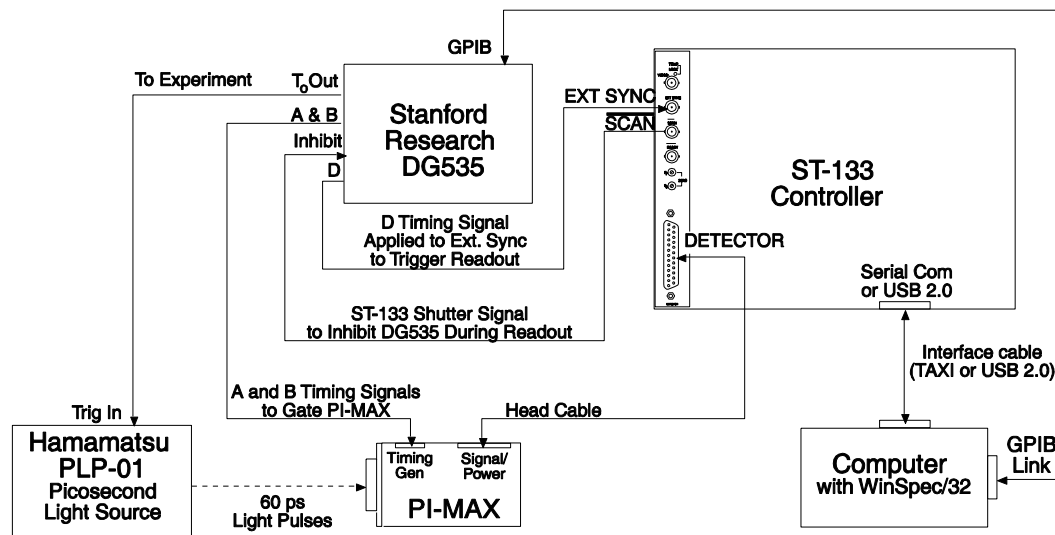 GPIB
To Experiment
ToOut
A & B
Inhibit
D
Stanford
Research
DG535
EXT SYNC
SCAN
ST-133
Controller
D Timing Signal
Applied to Ext. Sync
to Trigger Readout
DETECTOR
Serial Com
or USB 2.0
ST-133 Shutter Signal
to Inhibit DG535 During Readout
Interface cable
(TAXI or USB 2.0)
A and B Timing Signals
to Gate PI-MAX
Head Cable
Trig In
Hamamatsu
PLP-01
Picosecond
Light Source
60 ps
Light Pulses
Timing
Gen
Signal/
Power
PI-MAX
Computer
with WinSpec/32
GPIB
Link